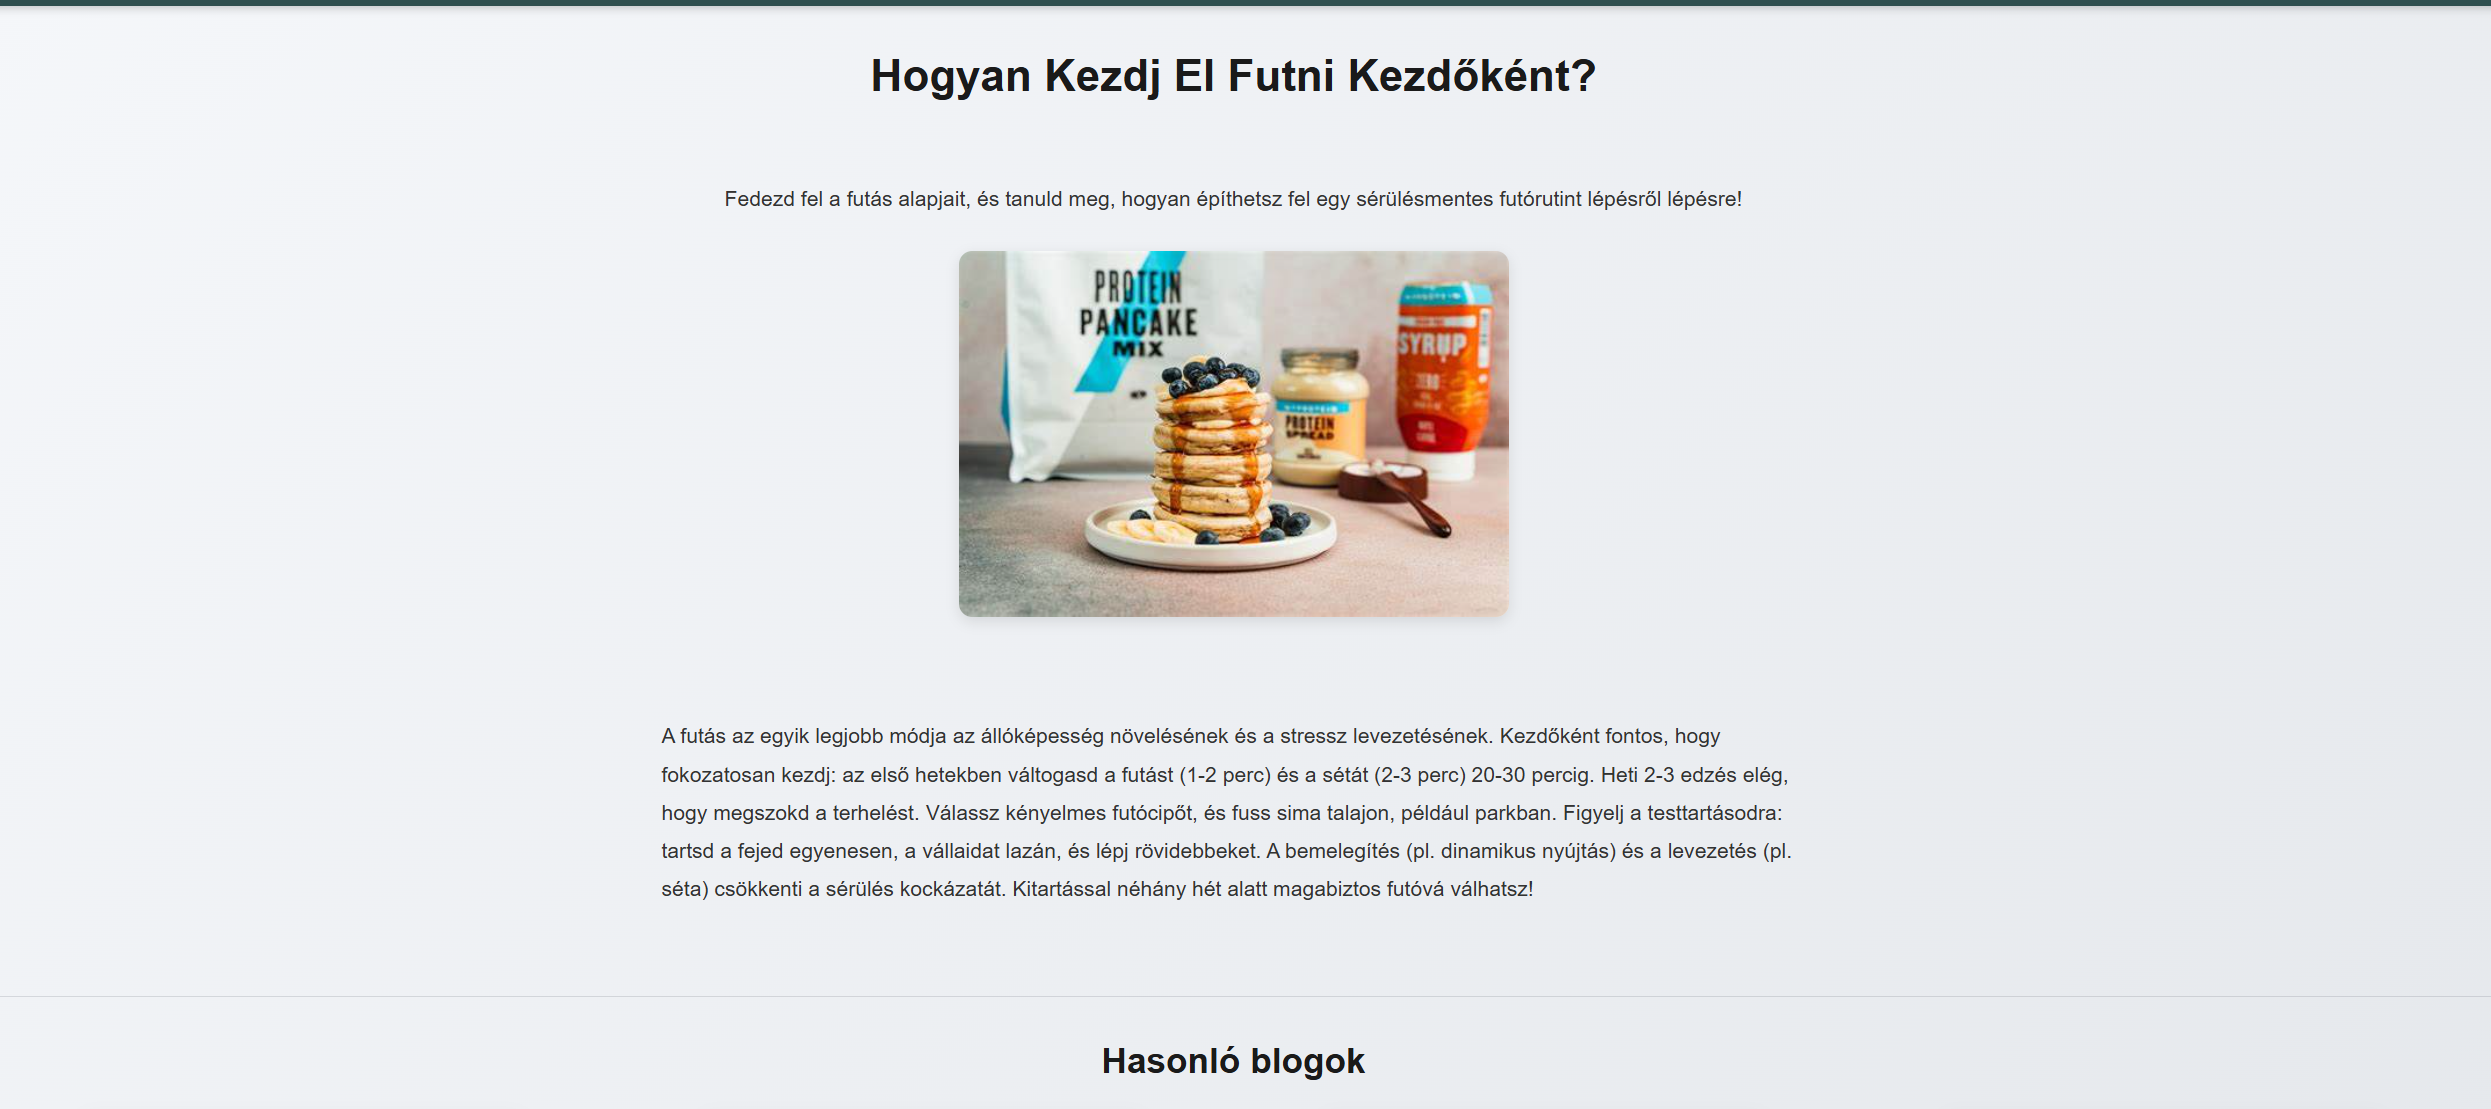 Hogyan Kezdj El Futni Kezdőként?
Fedezd fel a futás alapjait, és tanuld meg, hogyan építhetsz fel egy sérülésmentes futórutint lépésről lépésre!
PROTEIN
PANCAKE
MIX
SYRUP
ZERO
MYPROTEIN
PROTEIN
SPREAD
A futás az egyik legjobb módja az állóképesség növelésének és a stressz levezetésének. Kezdőként fontos, hogy
fokozatosan kezdj: az első hetekben váltogasd a futást (1-2 perc) és a sétát (2-3 perc) 20-30 percig. Heti 2-3 edzés elég,
hogy megszokd a terhelést. Válassz kényelmes futócipőt, és fuss sima talajon, például parkban. Figyelj a testtartásodra:
tartsd a fejed egyenesen, a vállaidat lazán, és lépj rövidebbeket. A bemelegítés (pl. dinamikus nyújtás) és a levezetés (pl.
séta) csökkenti a sérülés kockázatát. Kitartással néhány hét alatt magabiztos futóvá válhatsz!
Hasonló blogok